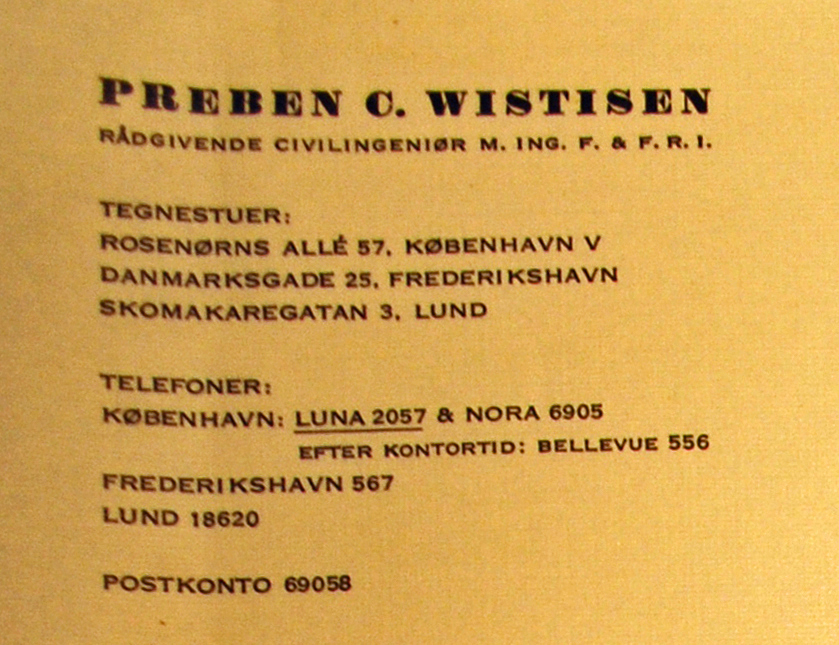 PREBEN C. WISTISEN
RÅDGIVENDE CIVILINGENIØR M. ING. F. & F. R. I.
TEGNESTUER:
ROSENØRNS ALLÉ 57, KØBENHAVN V
DANMARKSGADE 25, FREDERIKSHAVN
SKOMAKAREGATAN 3, LUND
TELEFONER:
KØBENHAVN: LUNA 2057 & NORA 6905
EFTER KONTORTID: BELLEVUE 556
FREDERIKSHAVN 567
LUND 18620
POSTKONTO 69058